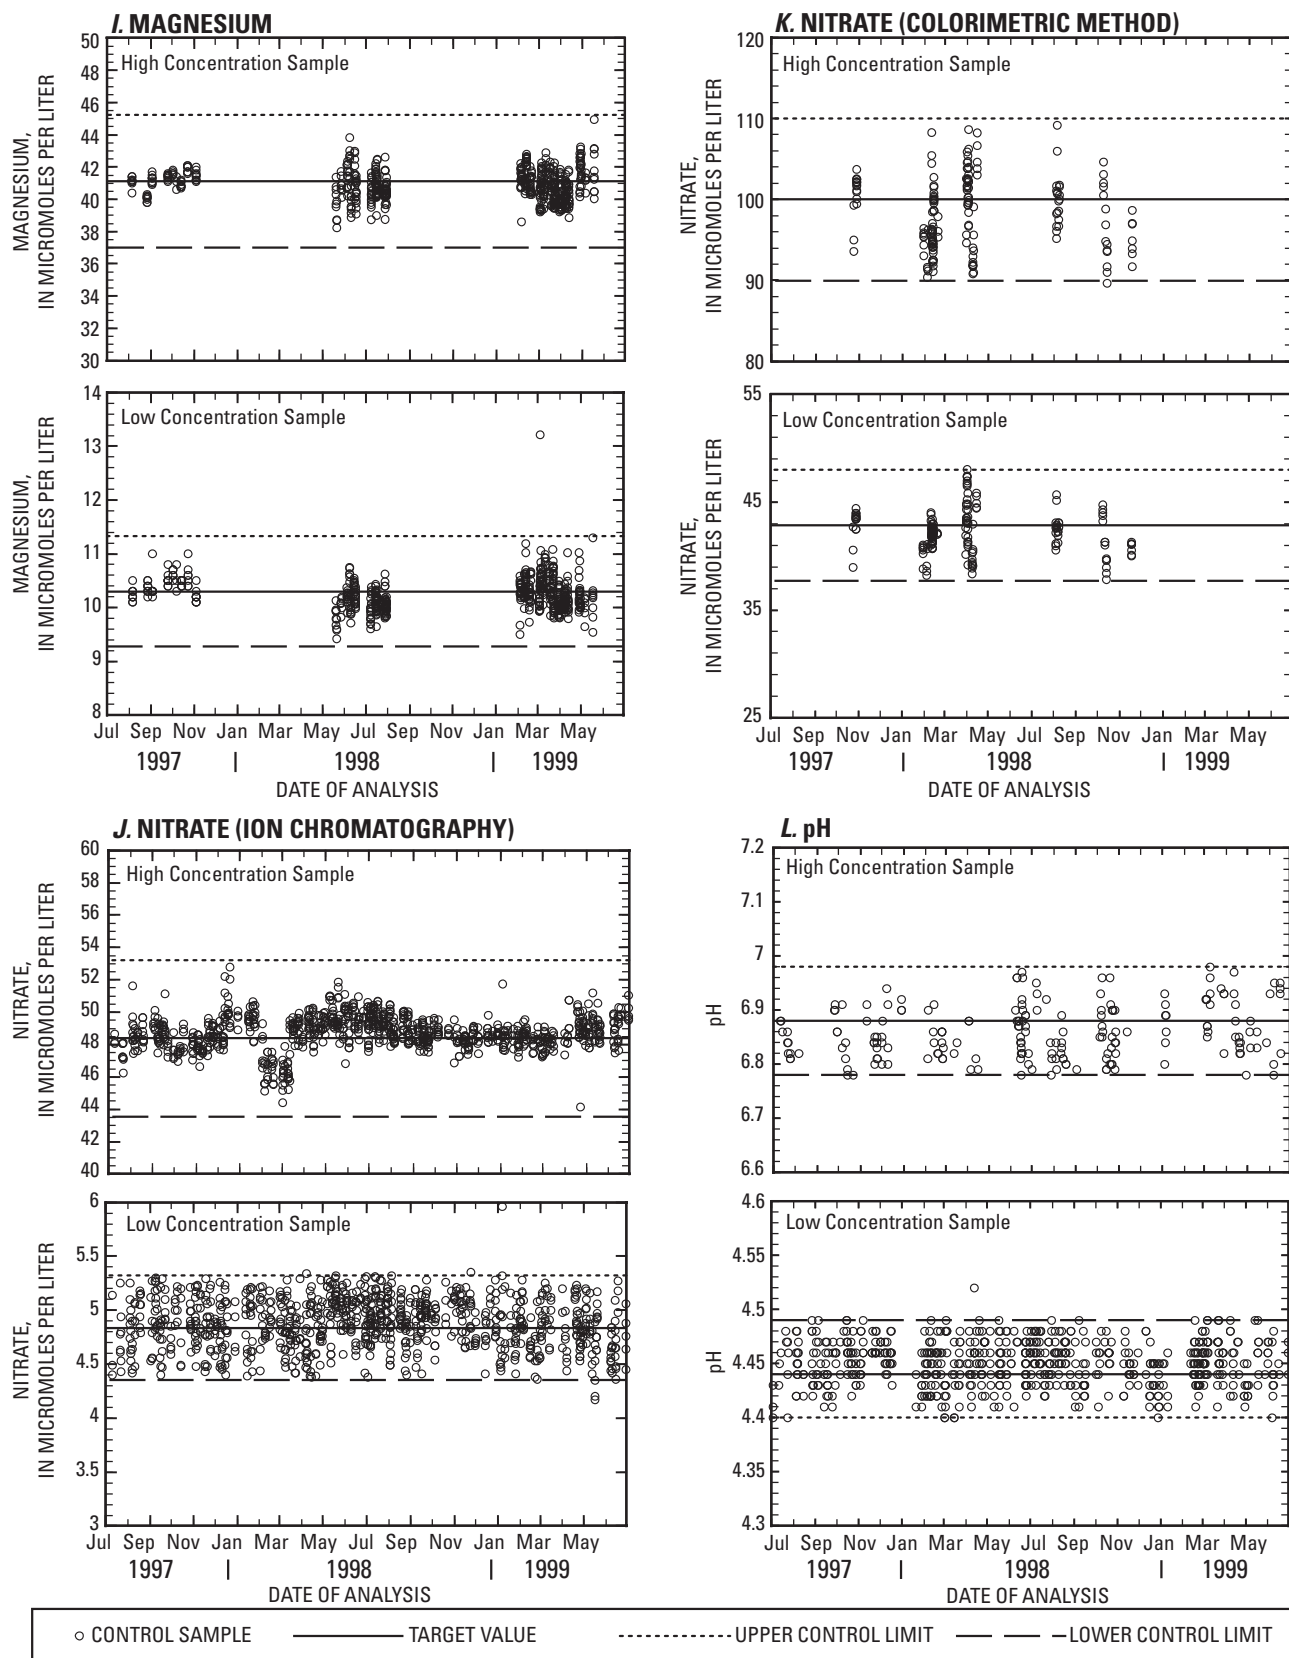 I. MAGNESIUM
MAGNESIUM,
IN MICROMOLES PER LITER
50
48
46
44
42
40
38
36
34
32
30
High Concentration Sample
MAGNESIUM,
IN MICROMOLES PER LITER
14
13
12
11
10
9
8
Low Concentration Sample
Jul Sep Nov Jan Mar May Jul Sep Nov Jan Mar May
1997 | 1998 | 1999
DATE OF ANALYSIS
K. NITRATE (COLORIMETRIC METHOD)
NITRATE,
IN MICROMOLES PER LITER
120
110
100
90
80
High Concentration Sample
NITRATE,
IN MICROMOLES PER LITER
55
45
35
25
Low Concentration Sample
Jul Sep Nov Jan Mar May Jul Sep Nov Jan Mar May
1997 | 1998 | 1999
DATE OF ANALYSIS
J. NITRATE (ION CHROMATOGRAPHY)
NITRATE,
IN MICROMOLES PER LITER
60
58
56
54
52
50
48
46
44
42
40
High Concentration Sample
NITRATE,
IN MICROMOLES PER LITER
6
5.5
5
4.5
4
3.5
3
Low Concentration Sample
Jul Sep Nov Jan Mar May Jul Sep Nov Jan Mar May
1997 | 1998 | 1999
DATE OF ANALYSIS
L. pH
pH
7.2
7.1
7
6.9
6.8
6.7
6.6
High Concentration Sample
pH
4.6
4.55
4.5
4.45
4.4
4.35
4.3
Low Concentration Sample
Jul Sep Nov Jan Mar May Jul Sep Nov Jan Mar May
1997 | 1998 | 1999
DATE OF ANALYSIS
CONTROL SAMPLE TARGET VALUE UPPER CONTROL LIMIT LOWER CONTROL LIMIT